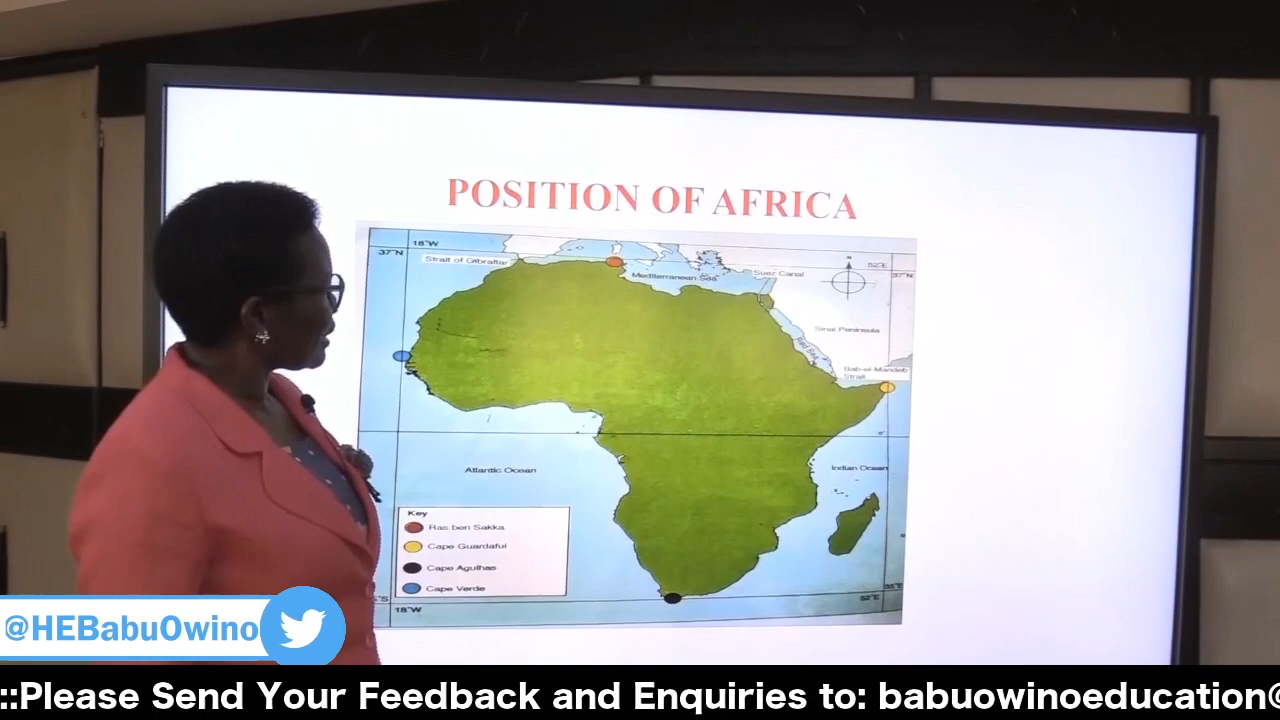 POSITION OF AFRICA
18°W
37°N
Strait of Gibraltar
Mediterranean Sea
Suez Canal
N
52°E
37°N
Sinai Peninsula
Red Sea
Bab-el-Mandeb
Strait
0°
Atlantic Ocean
Indian Ocean
Key
Ras ben Sakka
Cape Guardafui
Cape Agulhas
Cape Verde
18°W
52°E
@HEBabuOwino
::Please Send Your Feedback and Enquiries to: babuowinoeducation@